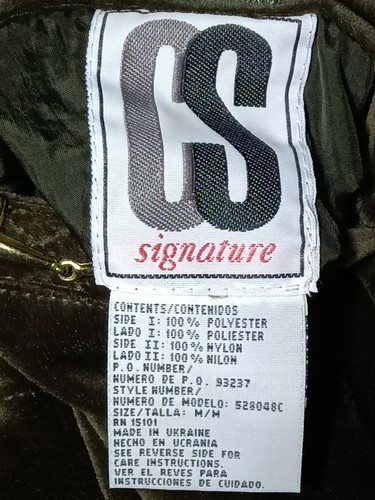 CS
signature
CONTENTS/CONTENIDOS
SIDE I: 100% POLYESTER
LADO I: 100% POLIESTER
SIDE II: 100% NYLON
LADO II: 100% NILON
P.O. NUMBER/
NUMERO DE P.O. 93237
STYLE NUMBER/
NUMERO DE MODELO: 528048C
SIZE/TALLA: M/M
RN 15101
MADE IN UKRAINE
HECHO EN UCRANIA
SEE REVERSE SIDE FOR
CARE INSTRUCTIONS.
VER EL REVES PARA
INSTRUCCIONES DE CUIDADO.